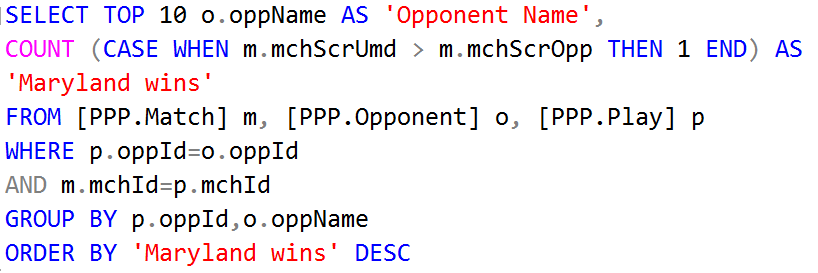 SELECT TOP 10 o.oppName AS 'Opponent Name',
COUNT (CASE WHEN m.mchScrUmd > m.mchScrOpp THEN 1 END) AS
'Maryland wins'
FROM [PPP.Match] m, [PPP.Opponent] o, [PPP.Play] p
WHERE p.oppId=o.oppId
AND m.mchId=p.mchId
GROUP BY p.oppId,o.oppName
ORDER BY 'Maryland wins' DESC